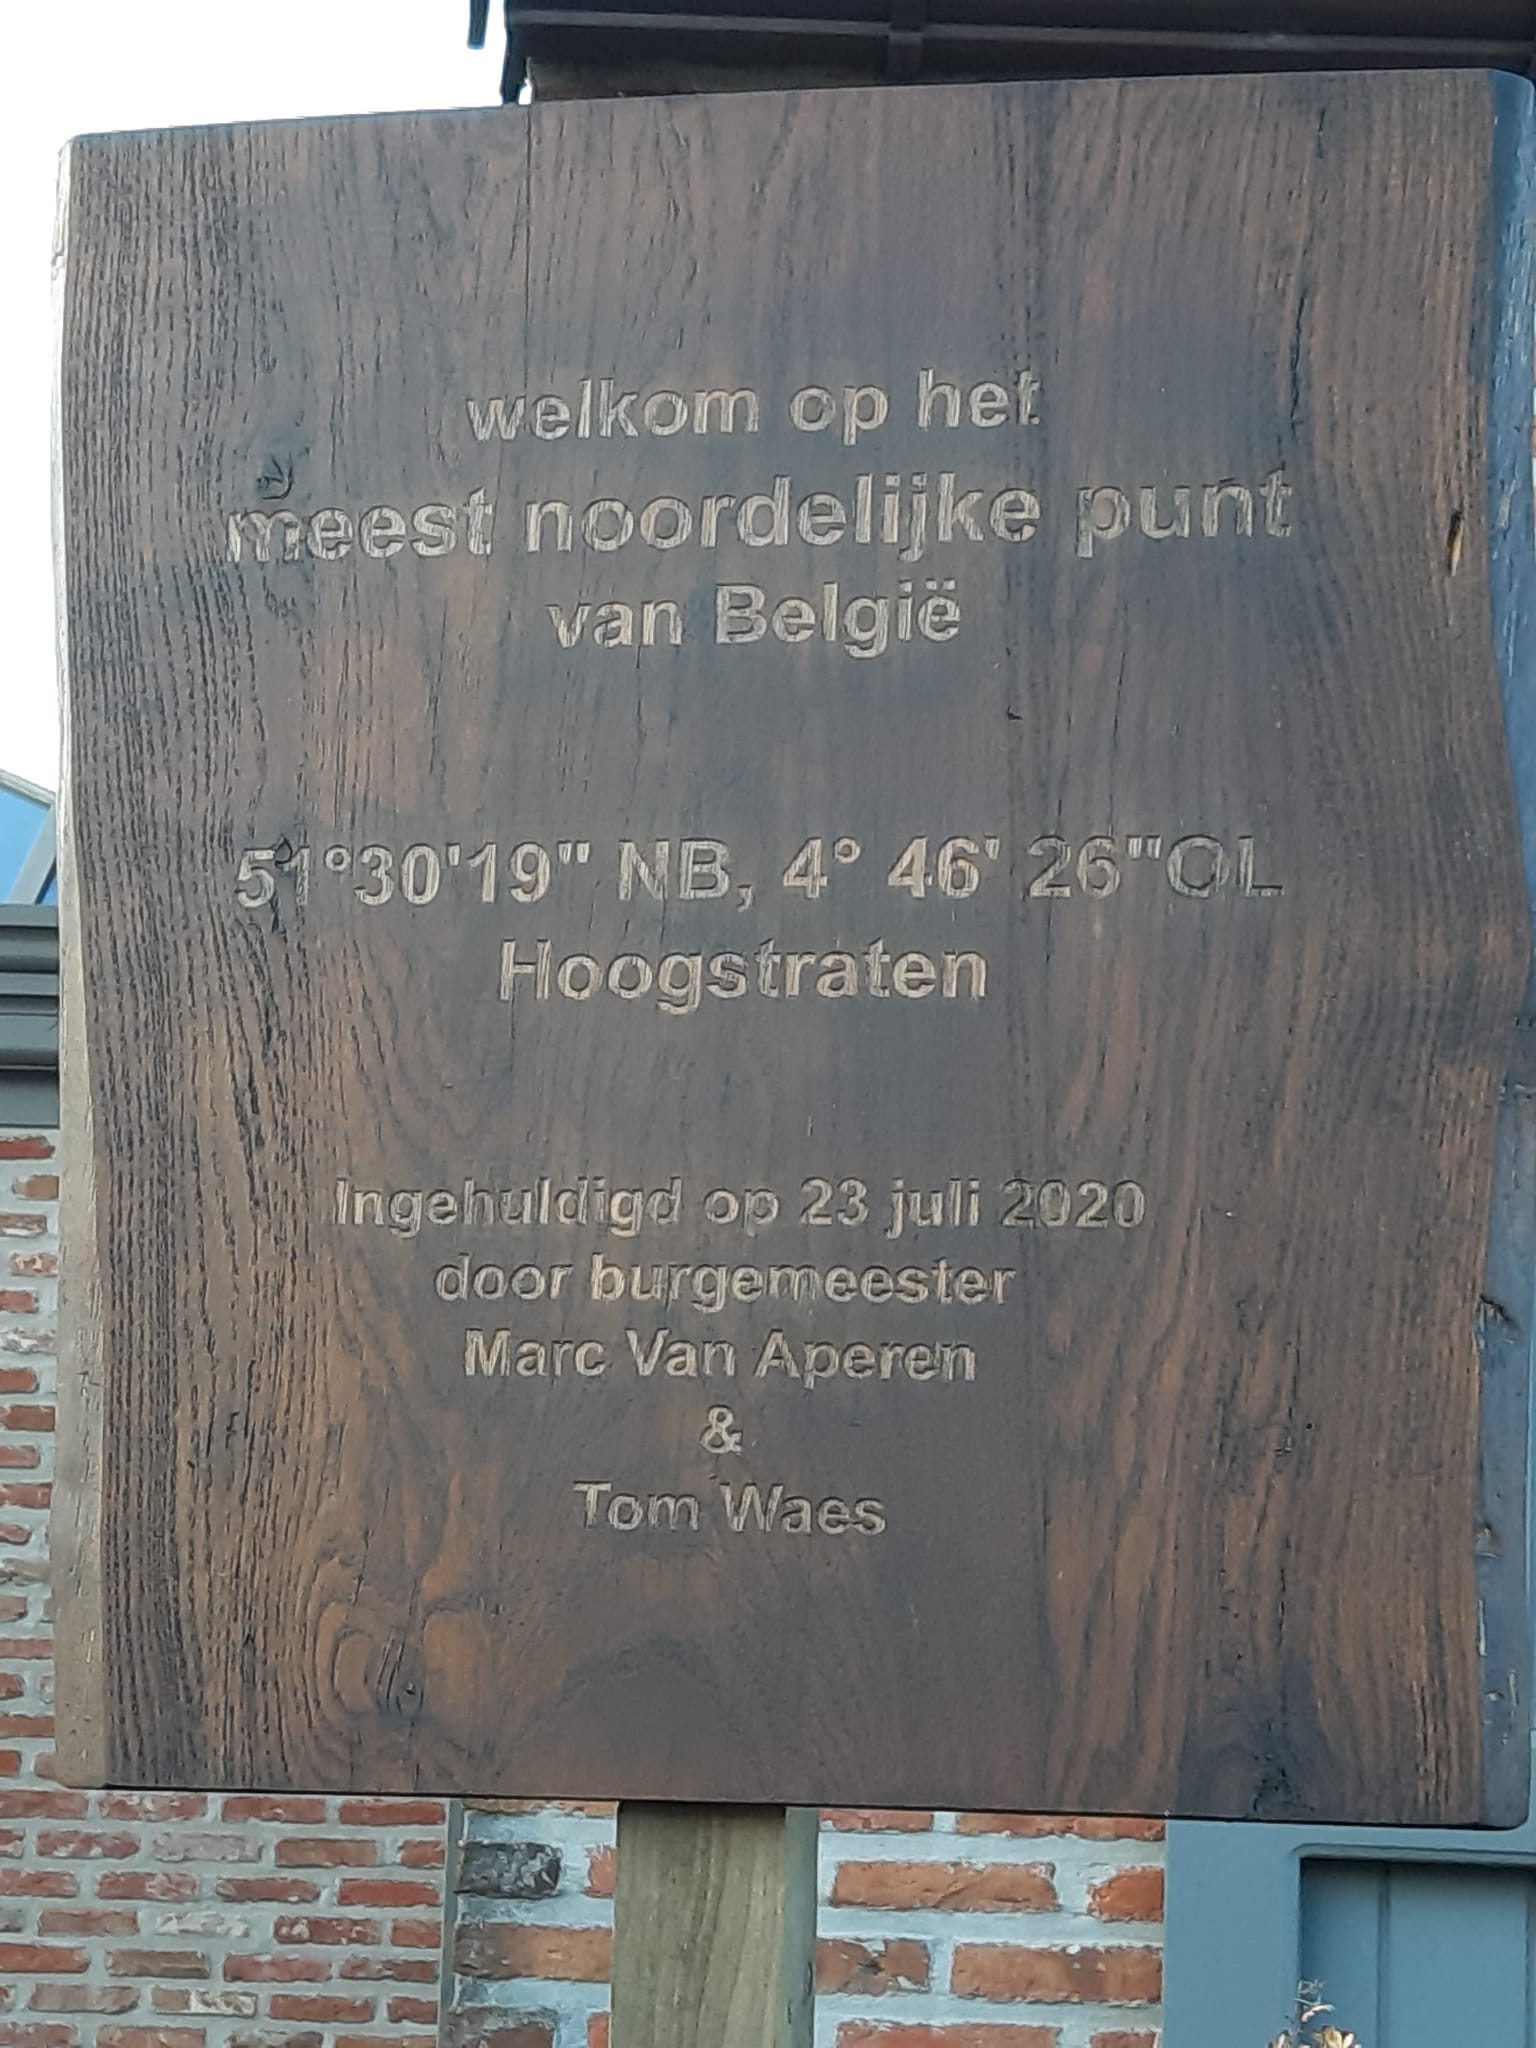 welkom op het
meest noordelijke punt
van België
51°30'19" NB, 4° 46' 26"OL
Hoogstraten
Ingehuldigd op 23 juli 2020
door burgemeester
Marc Van Aperen
&
Tom Waes